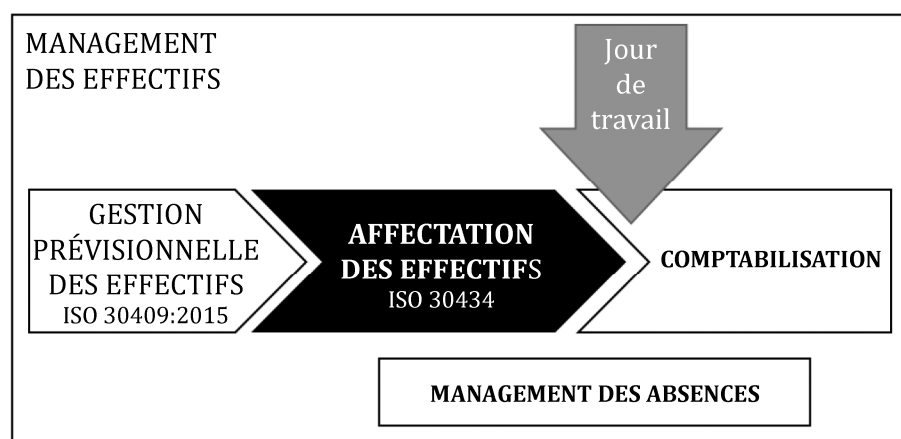 MANAGEMENT
DES EFFECTIFS
Jour
de
travail
GESTION
PRÉVISIONNELLE
DES EFFECTIFS
ISO 30409:2015
AFFECTATION
DES EFFECTIFS
ISO 30434
COMPTABILISATION
MANAGEMENT DES ABSENCES